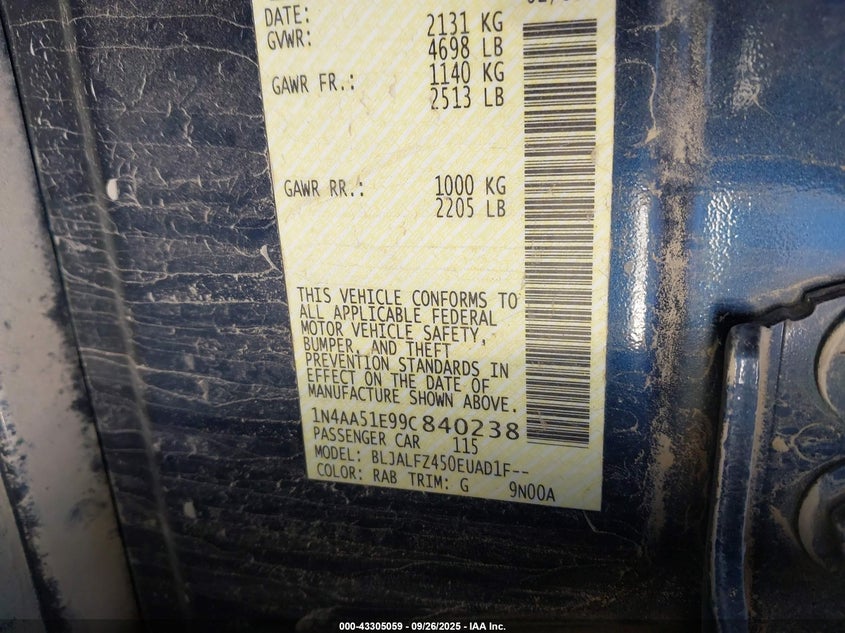 DATE:
GVWR: 2131 KG
4698 LB
GAWR FR.: 1140 KG
2513 LB
GAWR RR.: 1000 KG
2205 LB
THIS VEHICLE CONFORMS TO
ALL APPLICABLE FEDERAL
MOTOR VEHICLE SAFETY,
BUMPER, AND THEFT
PREVENTION STANDARDS IN
EFFECT ON THE DATE OF
MANUFACTURE SHOWN ABOVE.
1N4AA51E99C840238
PASSENGER CAR 115
MODEL: BLJALFZ450EUAD1F--
COLOR: RAB TRIM: G 9N00A
000-43305059 - 09/26/2025 - IAA Inc.